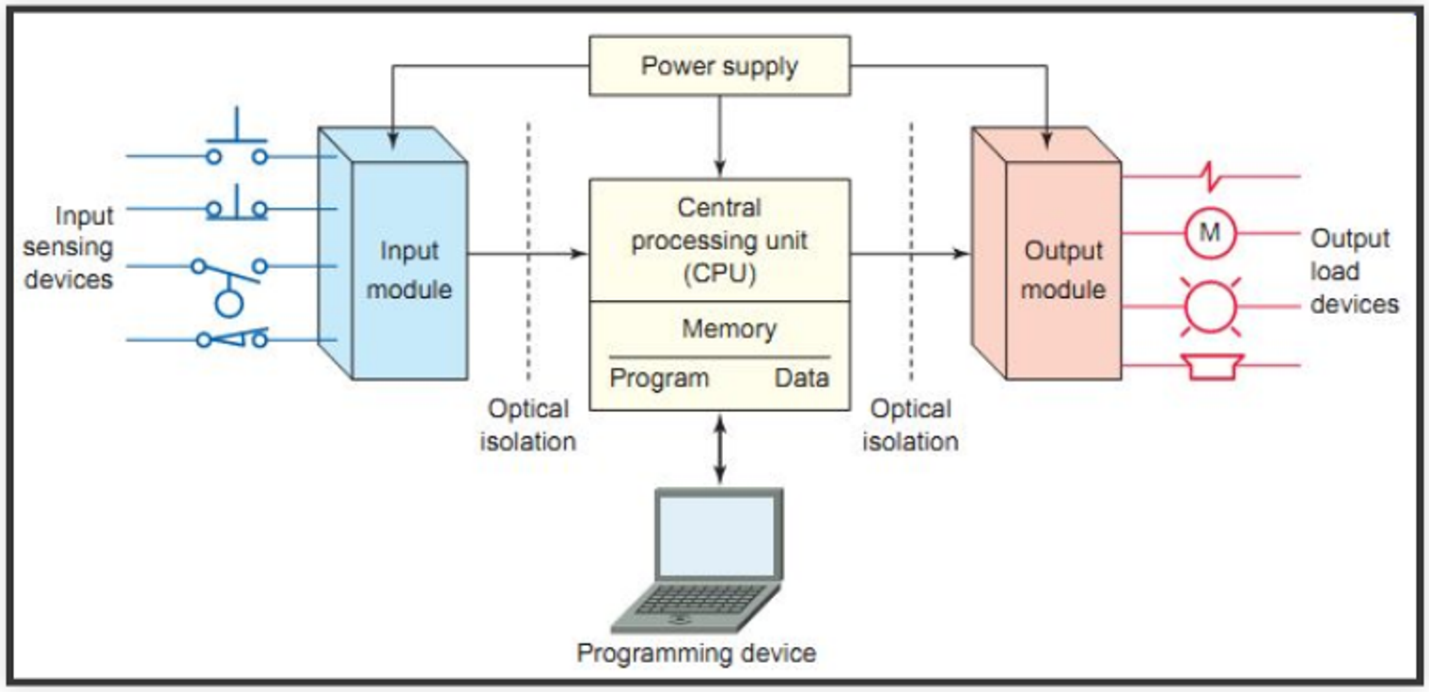 Power supply
Input
sensing
devices
Input
module
Central
processing unit
(CPU)
Memory
Program Data
Optical
isolation
Optical
isolation
Output
module
M
Output
load
devices
Programming device